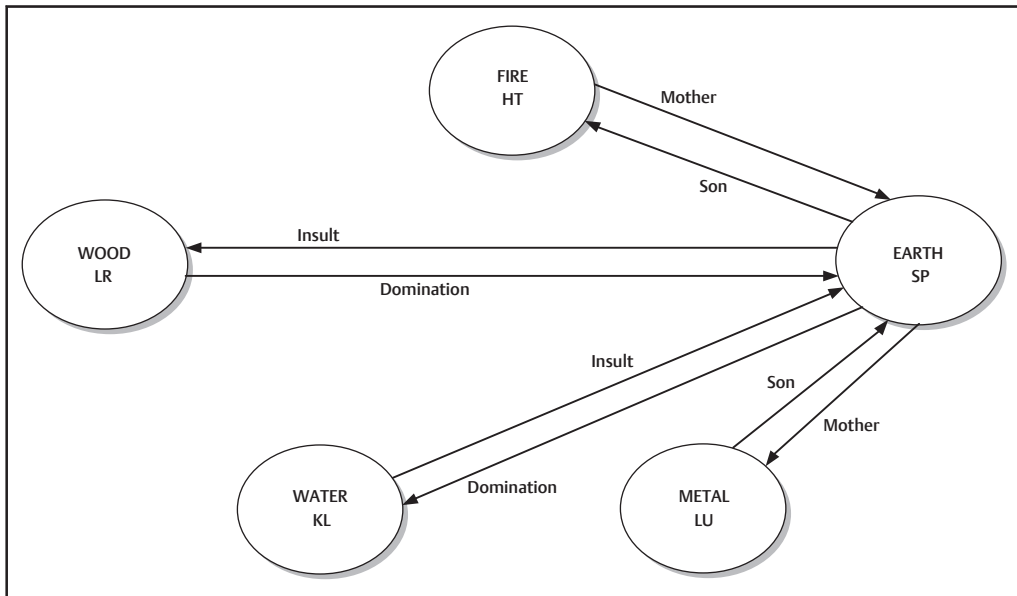 FIRE
HT
Mother
Son
WOOD
LR
Insult
Domination
EARTH
SP
Insult
Son
Mother
Domination
WATER
KL
METAL
LU